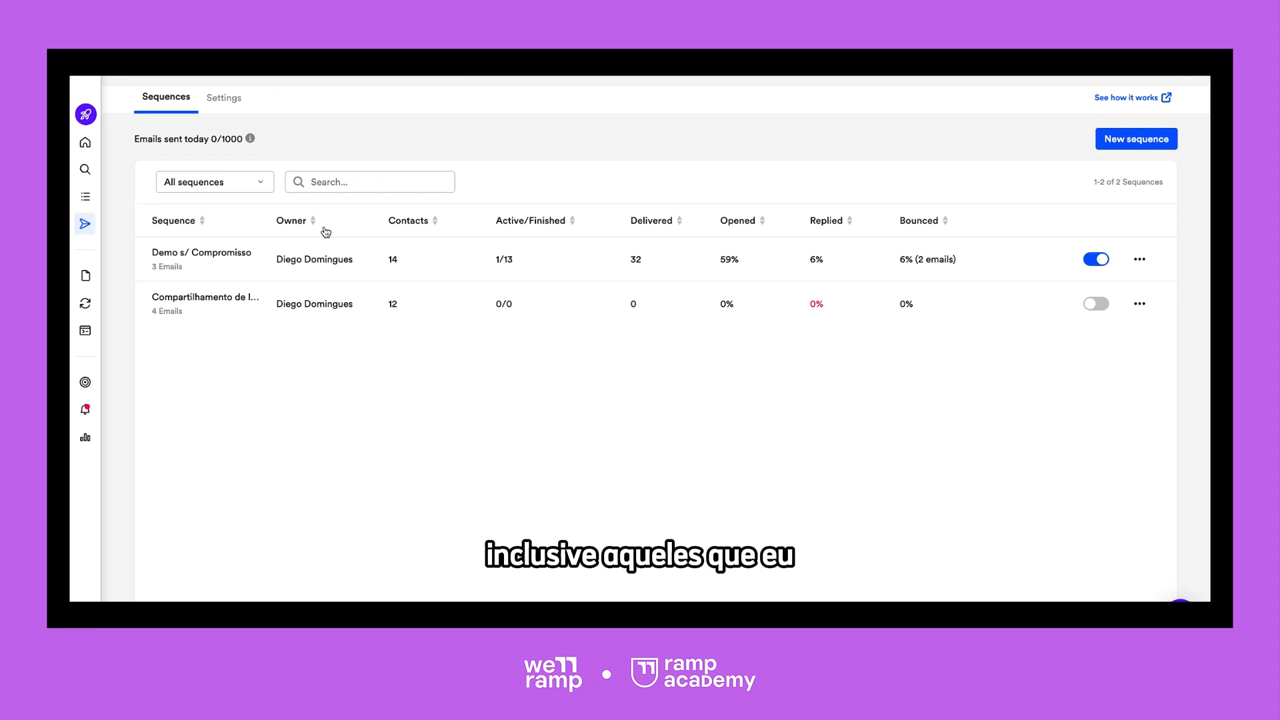 Sequences Settings See how it works
Emails sent today 0/1000 New sequence
All sequences Search... 1-2 of 2 Sequences
Sequence Owner Contacts Active/Finished Delivered Opened Replied Bounced
Demo s/ Compromisso Diego Domingues 14 1/13 32 59% 6% 6% (2 emails)
3 Emails
Compartilhamento de I... Diego Domingues 12 0/0 0 0% 0% 0%
4 Emails
inclusive aqueles que eu
we ramp
ramp academy